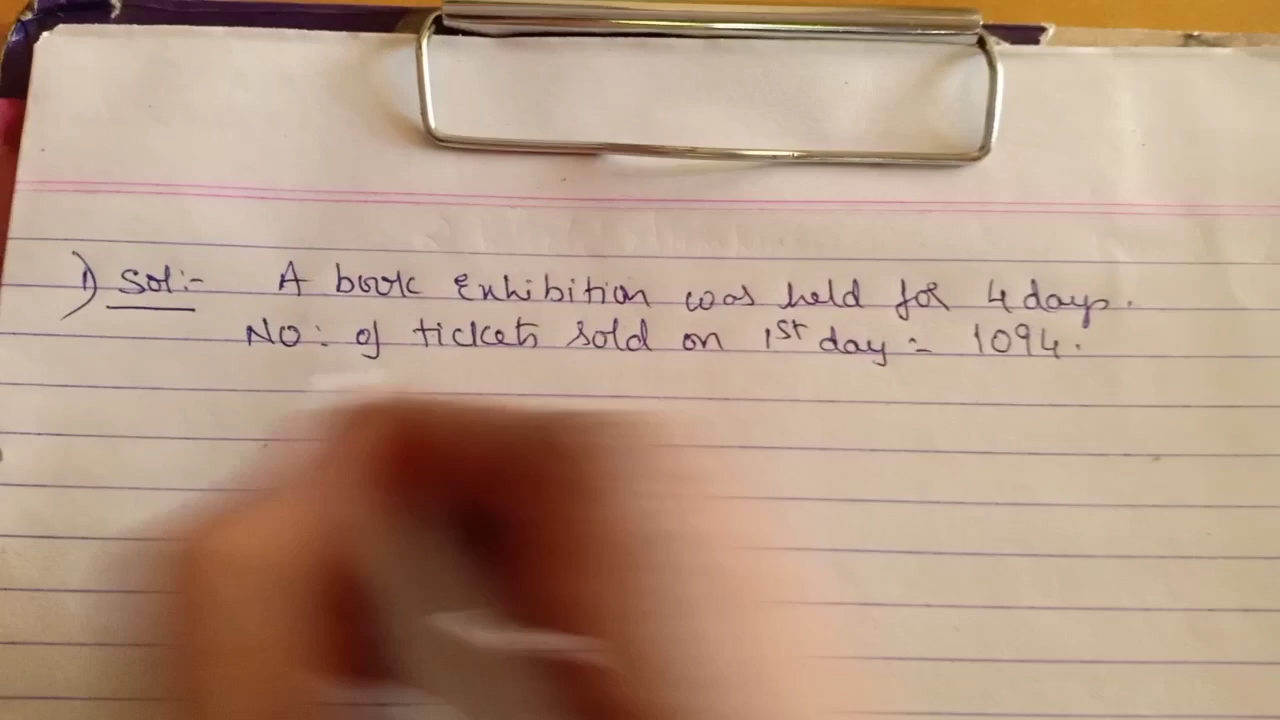 1) Sol:- A book Exhibition was held for 4 days.
No: of tickets sold on 1st day = 1094.